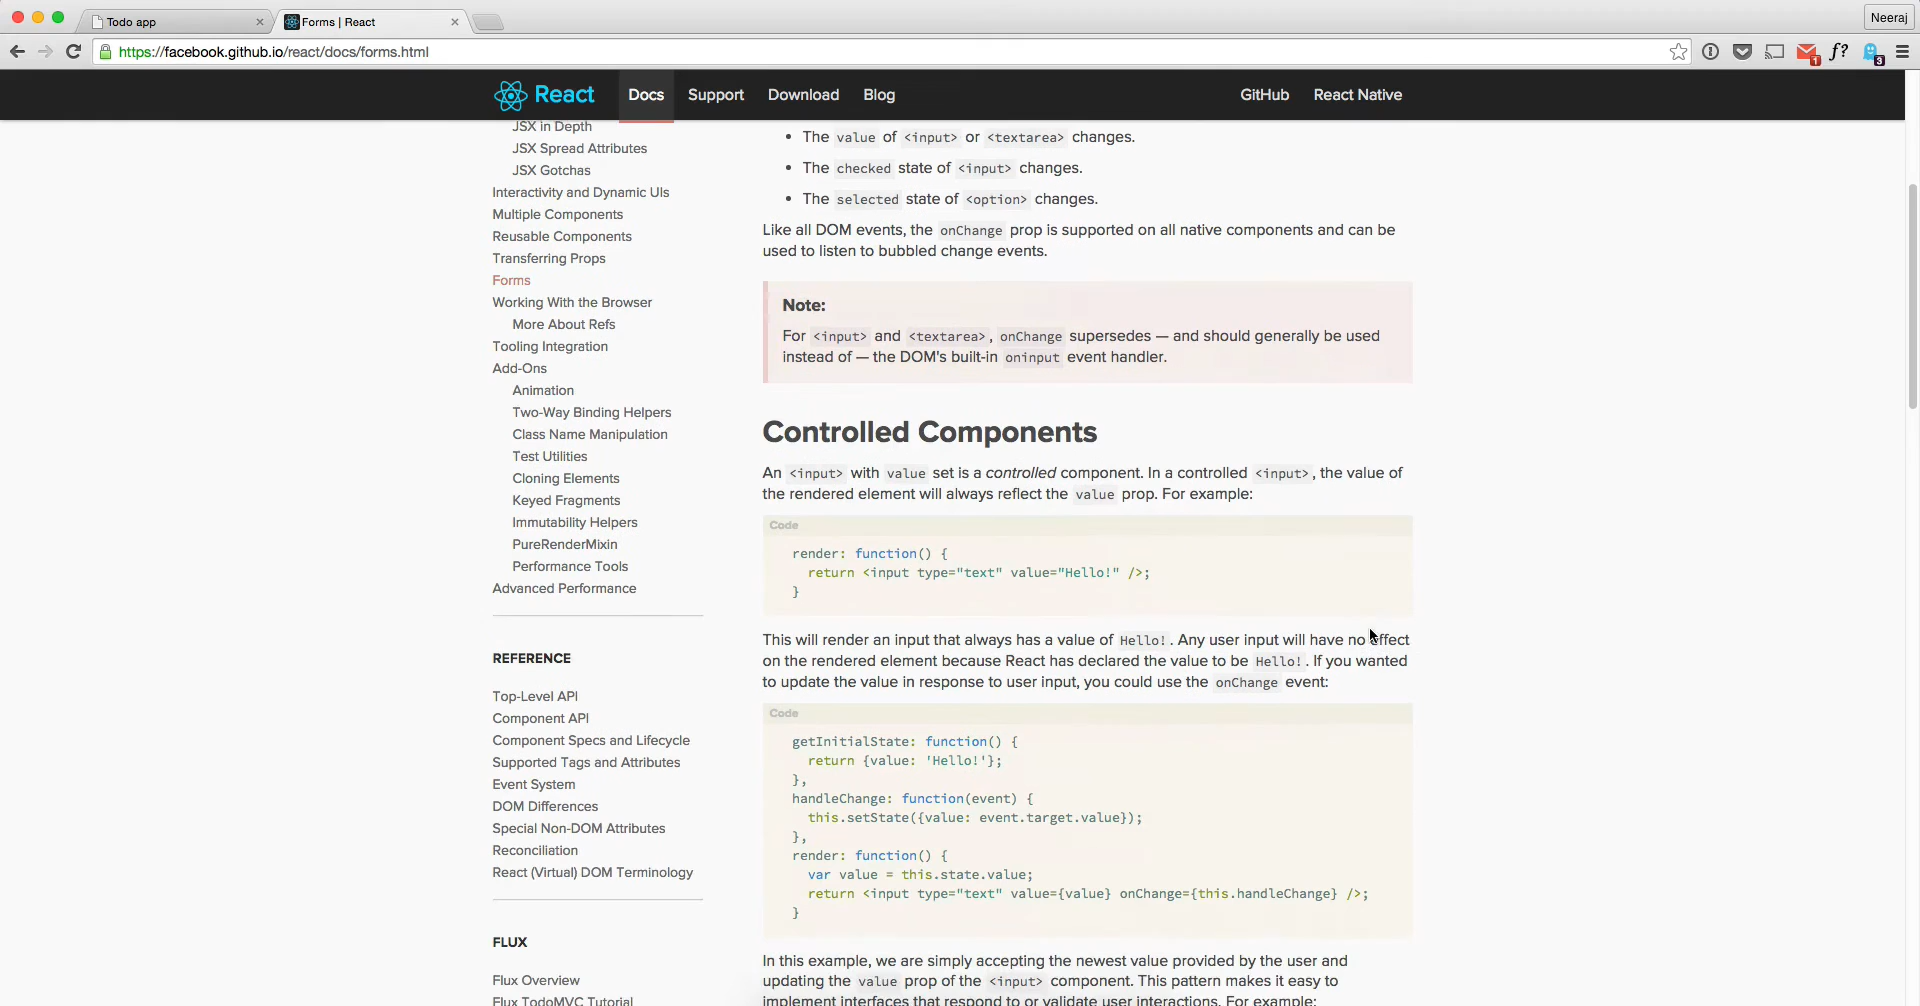 Todo app
Forms | React
Neeraj
https://facebook.github.io/react/docs/forms.html
f?
1
3
React
Docs
Support
Download
Blog
GitHub
React Native
JSX in Depth
JSX Spread Attributes
JSX Gotchas
Interactivity and Dynamic UIs
Multiple Components
Reusable Components
Transferring Props
Forms
Working With the Browser
More About Refs
Tooling Integration
Add-Ons
Animation
Two-Way Binding Helpers
Class Name Manipulation
Test Utilities
Cloning Elements
Keyed Fragments
Immutability Helpers
PureRenderMixin
Performance Tools
Advanced Performance
REFERENCE
Top-Level API
Component API
Component Specs and Lifecycle
Supported Tags and Attributes
Event System
DOM Differences
Special Non-DOM Attributes
Reconciliation
React (Virtual) DOM Terminology
FLUX
Flux Overview
Flux TodoMVC Tutorial
• The value of <input> or <textarea> changes.
• The checked state of <input> changes.
• The selected state of <option> changes.
Like all DOM events, the onChange prop is supported on all native components and can be
used to listen to bubbled change events.
Note:
For <input> and <textarea>, onChange supersedes — and should generally be used
instead of — the DOM's built-in oninput event handler.
Controlled Components
An <input> with value set is a controlled component. In a controlled <input>, the value of
the rendered element will always reflect the value prop. For example:
Code
render: function() {
return <input type="text" value="Hello!" />;
}
This will render an input that always has a value of Hello!. Any user input will have no effect
on the rendered element because React has declared the value to be Hello!. If you wanted
to update the value in response to user input, you could use the onChange event:
Code
getInitialState: function() {
return {value: 'Hello!'};
},
handleChange: function(event) {
this.setState({value: event.target.value});
},
render: function() {
var value = this.state.value;
return <input type="text" value={value} onChange={this.handleChange} />;
}
In this example, we are simply accepting the newest value provided by the user and
updating the value prop of the <input> component. This pattern makes it easy to
implement interfaces that respond to or validate user interactions. For example: